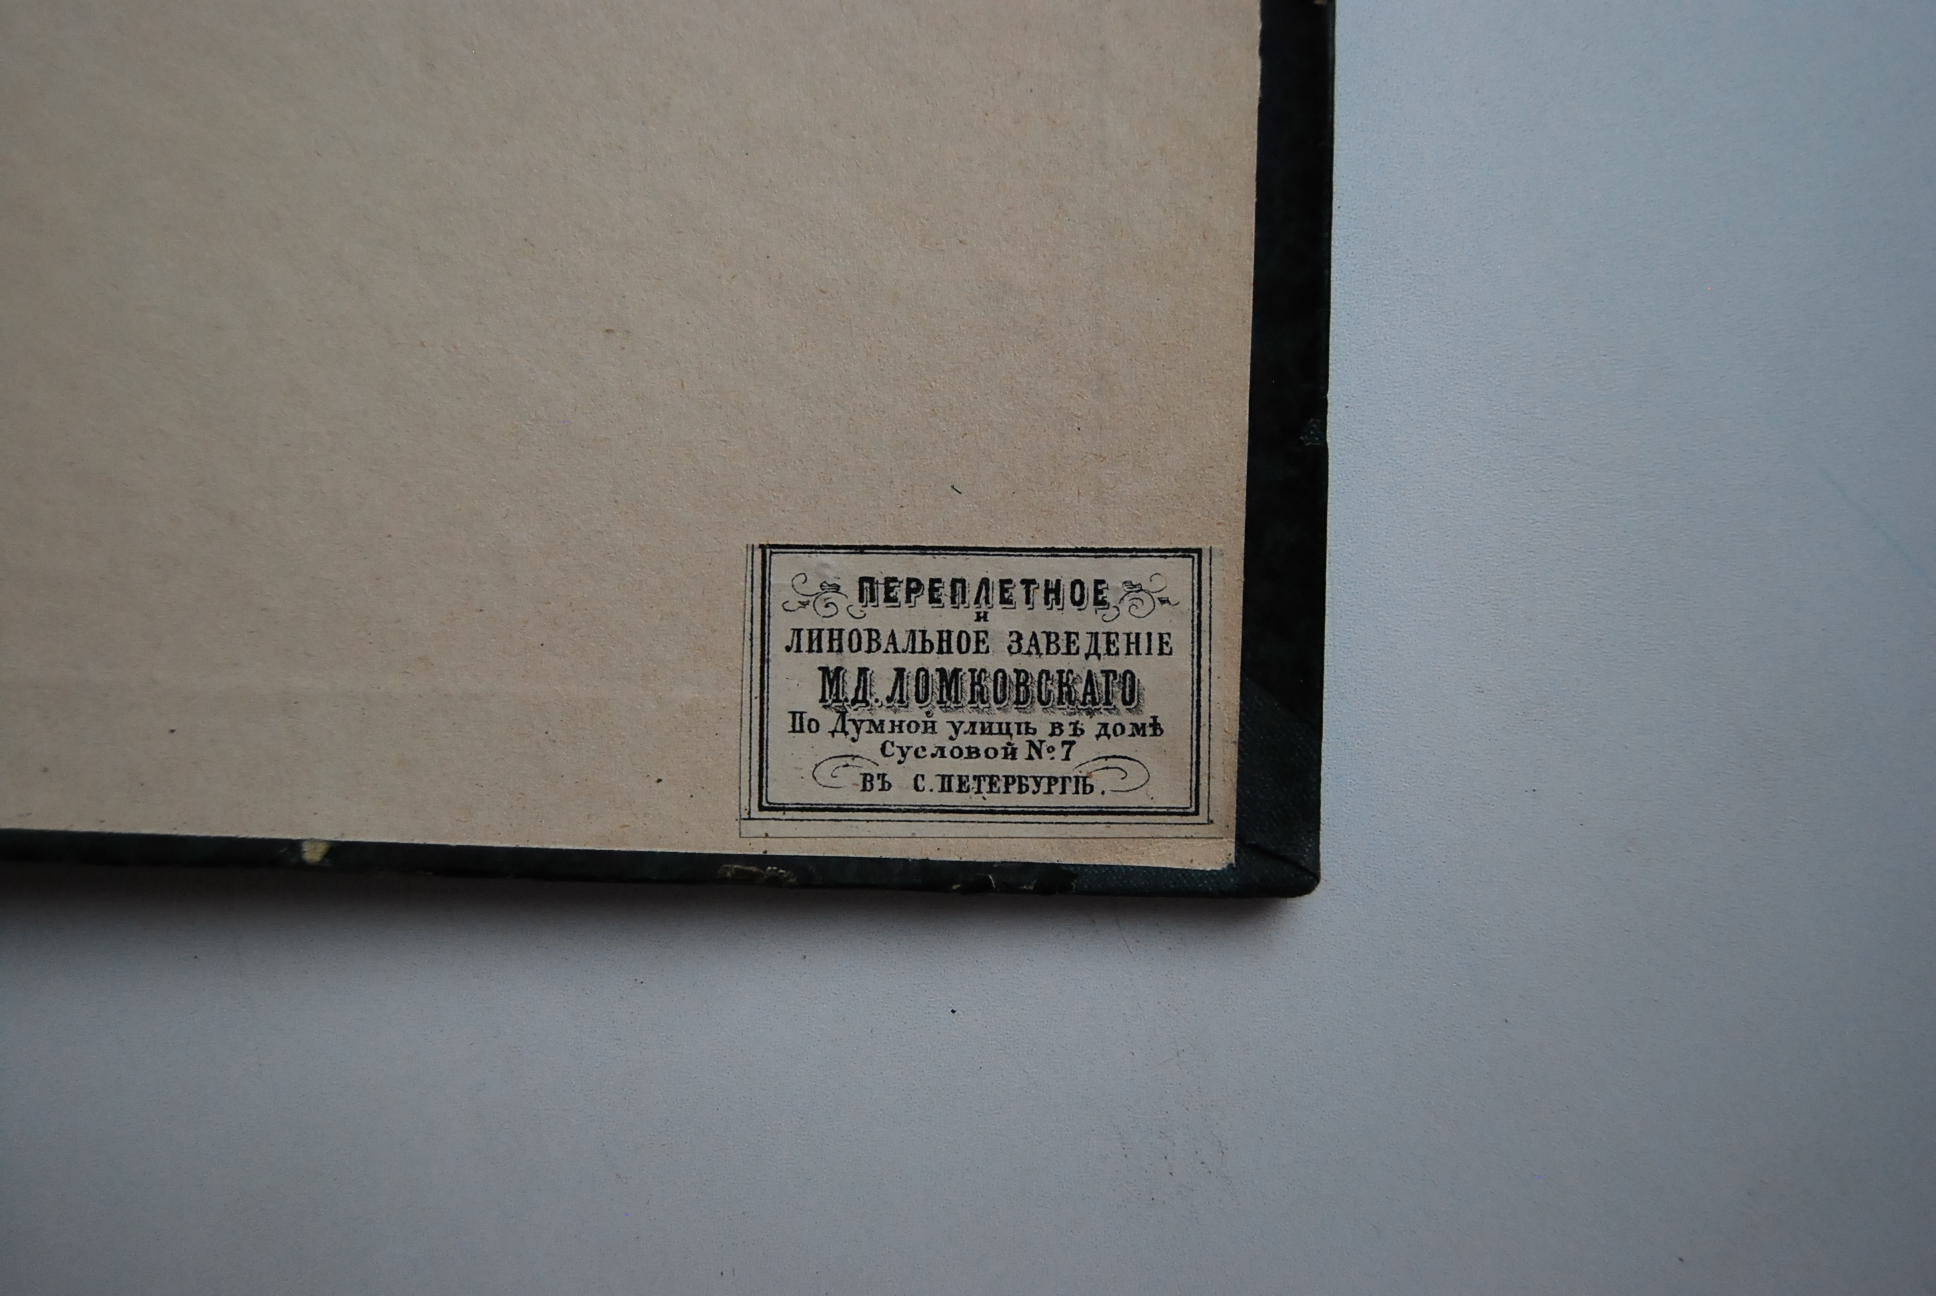 ПЕРЕПЛЕТНОЕ
и
ЛИНОВАЛЬНОЕ ЗАВЕДЕНІЕ
М.Д. ЛОМКОВСКАГО
По Думной улицѣ въ домѣ
Сусловой №7
ВЪ С. ПЕТЕРБУРГѢ.